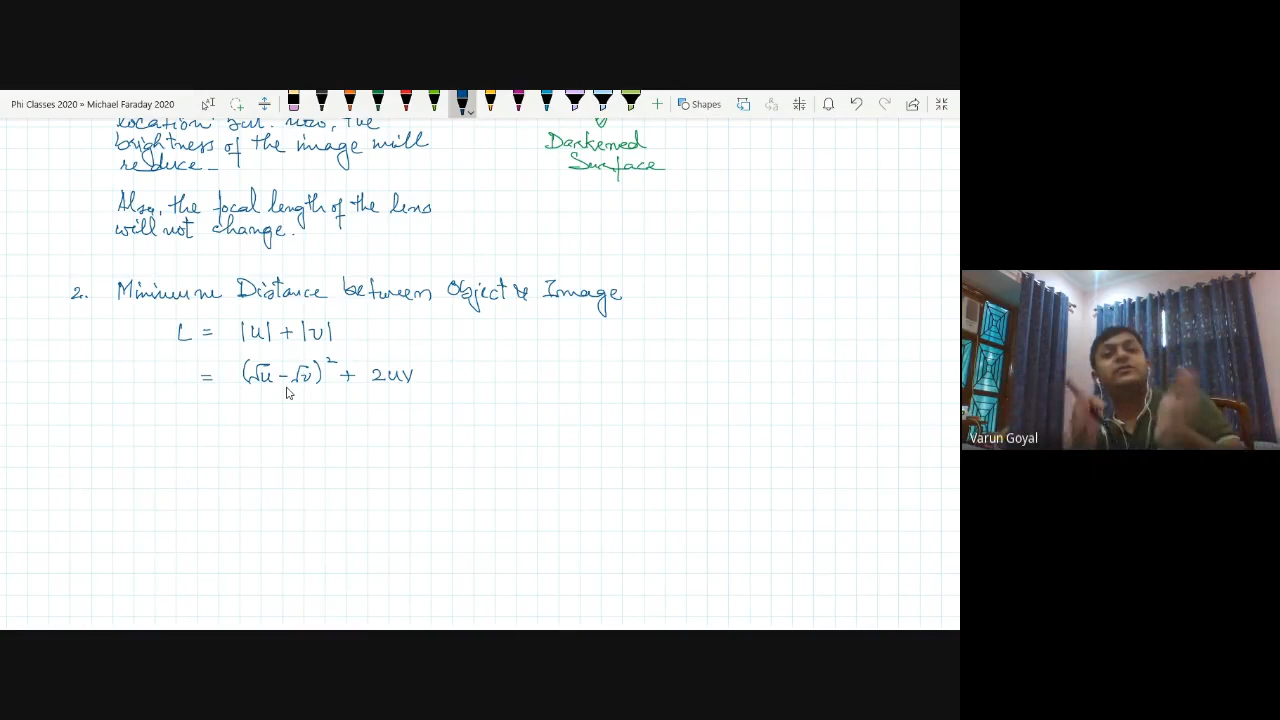 Phi Classes 2020 » Michael Faraday 2020
Shapes
location
brightness of the image will
reduce -
Darkened
Surface
Also, the focal length of the lens
will not change.
2. Minimum Distance between Object & Image
L = |u| + |v|
= (√u - √v)² + 2uv
Varun Goyal